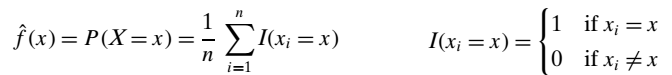 f̂(x) = P(X = x) = 1/n ∑_{i=1}^{n} I(x_i = x)    I(x_i = x) = { 1 if x_i = x
0 if x_i ≠ x